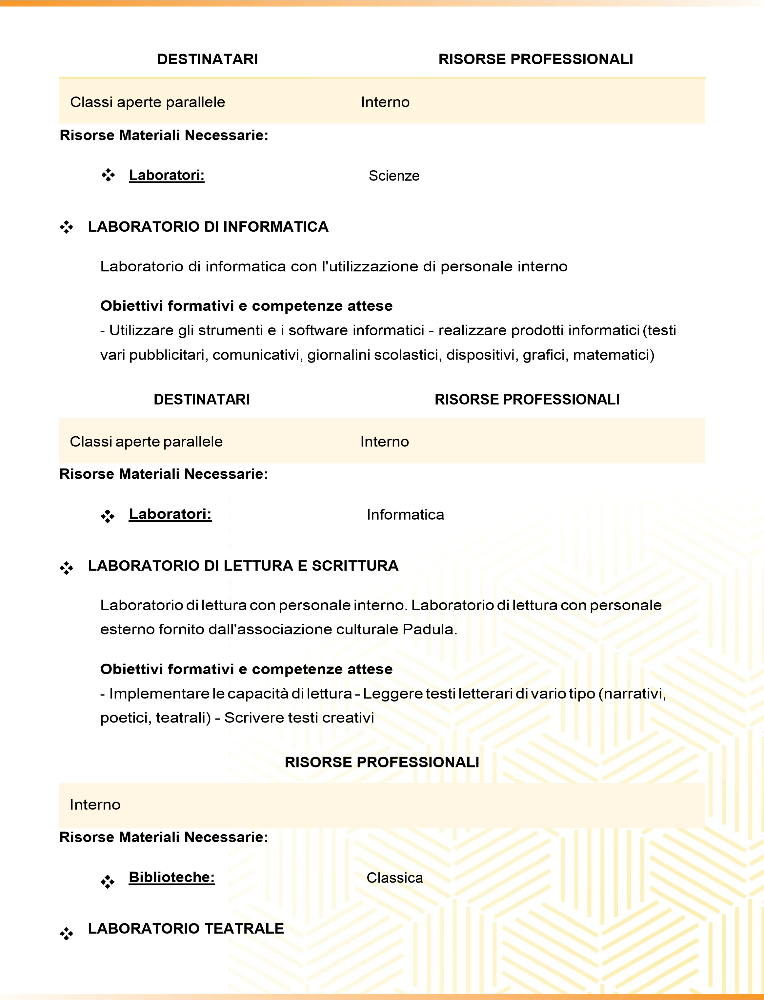 DESTINATARI RISORSE PROFESSIONALI
Classi aperte parallele Interno
Risorse Materiali Necessarie:
❖ Laboratori: Scienze
❖ LABORATORIO DI INFORMATICA
Laboratorio di informatica con l'utilizzazione di personale interno
Obiettivi formativi e competenze attese
- Utilizzare gli strumenti e i software informatici - realizzare prodotti informatici (testi
vari pubblicitari, comunicativi, giornalini scolastici, dispositivi, grafici, matematici)
DESTINATARI RISORSE PROFESSIONALI
Classi aperte parallele Interno
Risorse Materiali Necessarie:
❖ Laboratori: Informatica
❖ LABORATORIO DI LETTURA E SCRITTURA
Laboratorio di lettura con personale interno. Laboratorio di lettura con personale
esterno fornito dall'associazione culturale Padula.
Obiettivi formativi e competenze attese
- Implementare le capacità di lettura - Leggere testi letterari di vario tipo (narrativi,
poetici, teatrali) - Scrivere testi creativi
RISORSE PROFESSIONALI
Interno
Risorse Materiali Necessarie:
❖ Biblioteche: Classica
❖ LABORATORIO TEATRALE